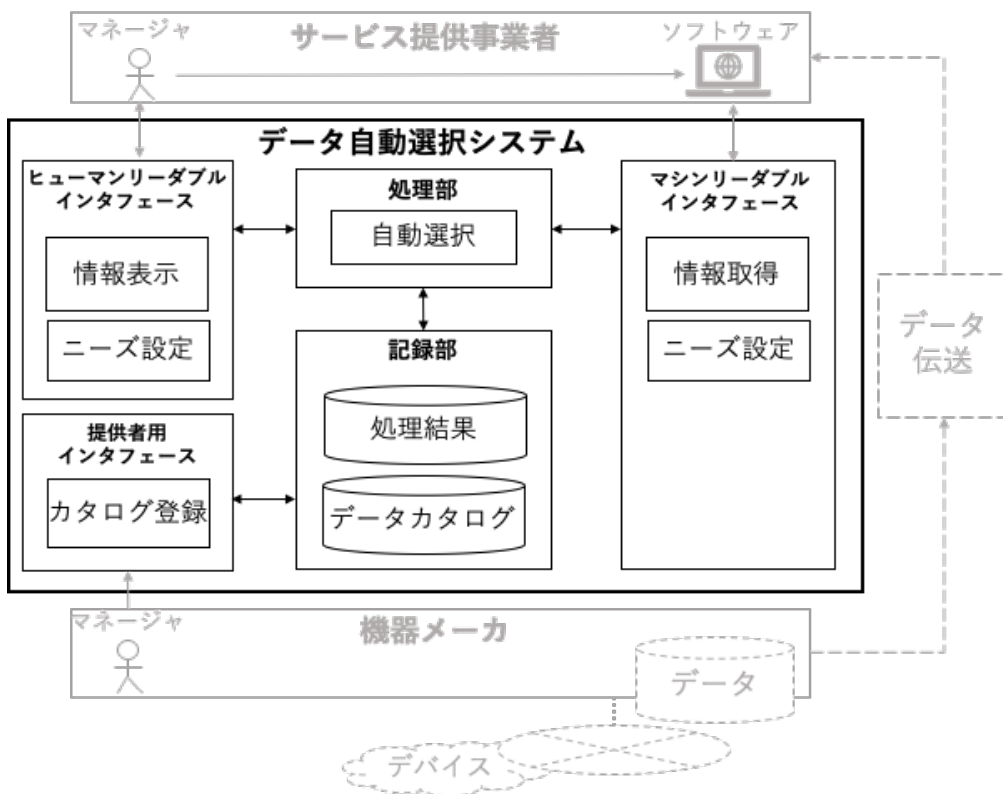 マネージャ
サービス提供事業者
ソフトウェア
データ自動選択システム
ヒューマンリーダブル
インタフェース
情報表示
ニーズ設定
処理部
自動選択
マシンリーダブル
インタフェース
情報取得
ニーズ設定
データ
伝送
記録部
処理結果
データカタログ
提供者用
インタフェース
カタログ登録
マネージャ
機器メーカ
データ
デバイス